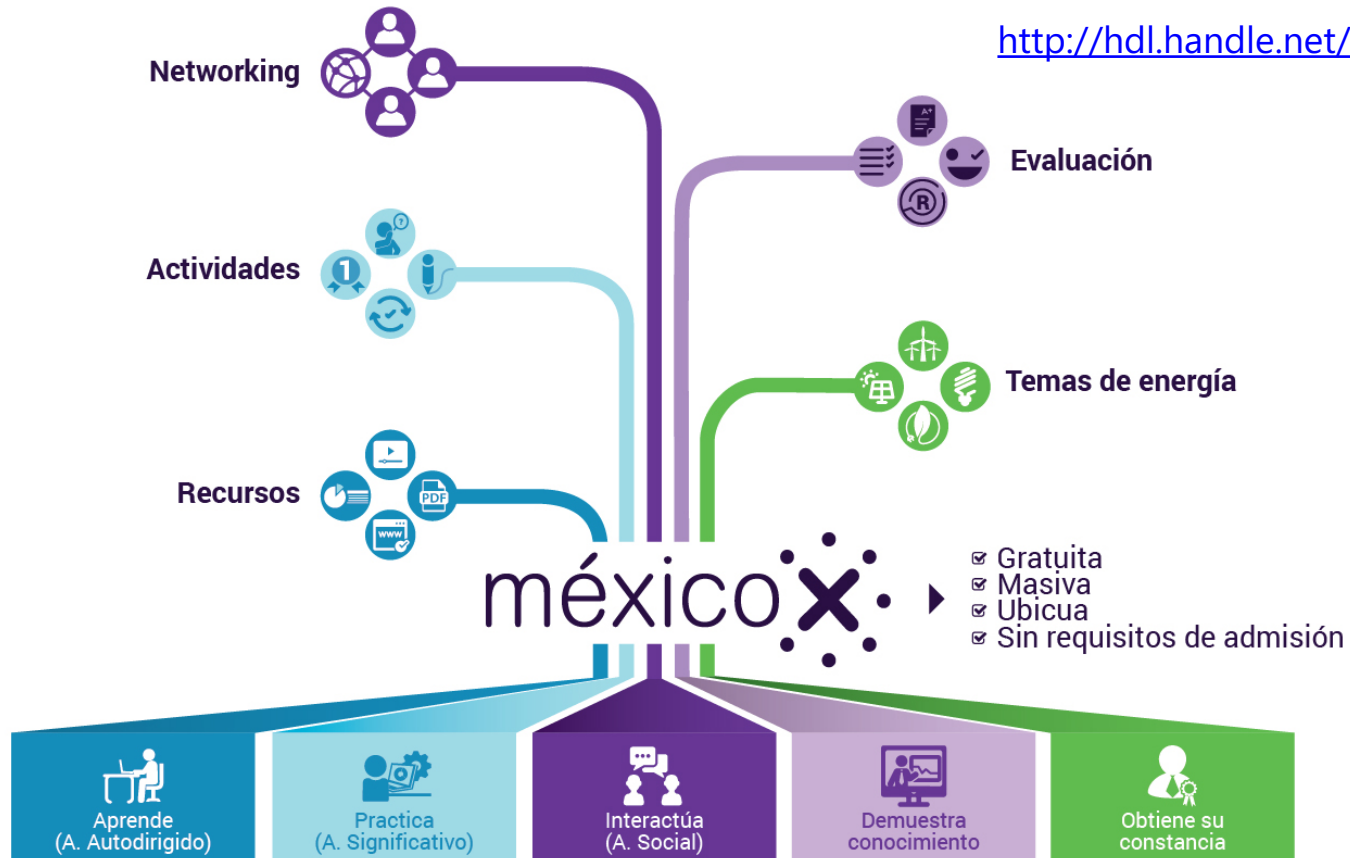 http://hdl.handle.net/
Networking
Evaluación
A+
R
Actividades
?
1
Temas de energía
Recursos
PDF
www
méxico x
Gratuita
Masiva
Ubicua
Sin requisitos de admisión
Aprende
(A. Autodirigido)
Practica
(A. Significativo)
Interactúa
(A. Social)
Demuestra
conocimiento
Obtiene su
constancia